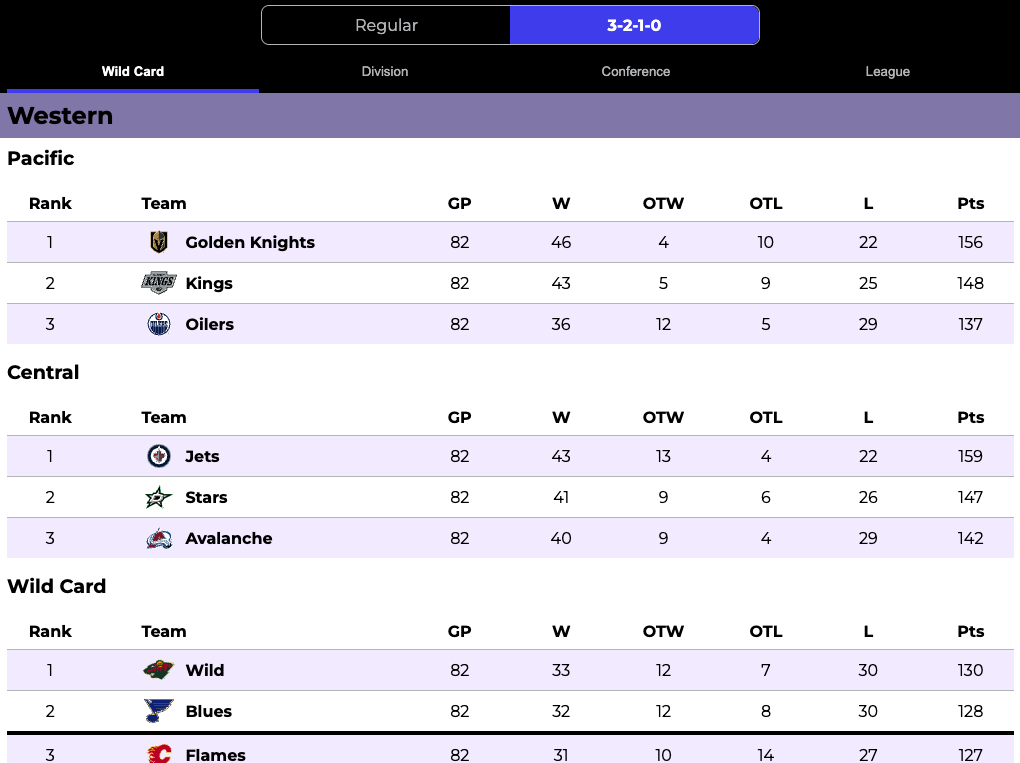 Regular 3-2-1-0
Wild Card Division Conference League
Western
Pacific
Rank Team GP W OTW OTL L Pts
1 Golden Knights 82 46 4 10 22 156
2 KINGS Kings 82 43 5 9 25 148
3 OILERS Oilers 82 36 12 5 29 137
Central
Rank Team GP W OTW OTL L Pts
1 Jets 82 43 13 4 22 159
2 Stars 82 41 9 6 26 147
3 Avalanche 82 40 9 4 29 142
Wild Card
Rank Team GP W OTW OTL L Pts
1 Wild 82 33 12 7 30 130
2 Blues 82 32 12 8 30 128
3 Flames 82 31 10 14 27 127